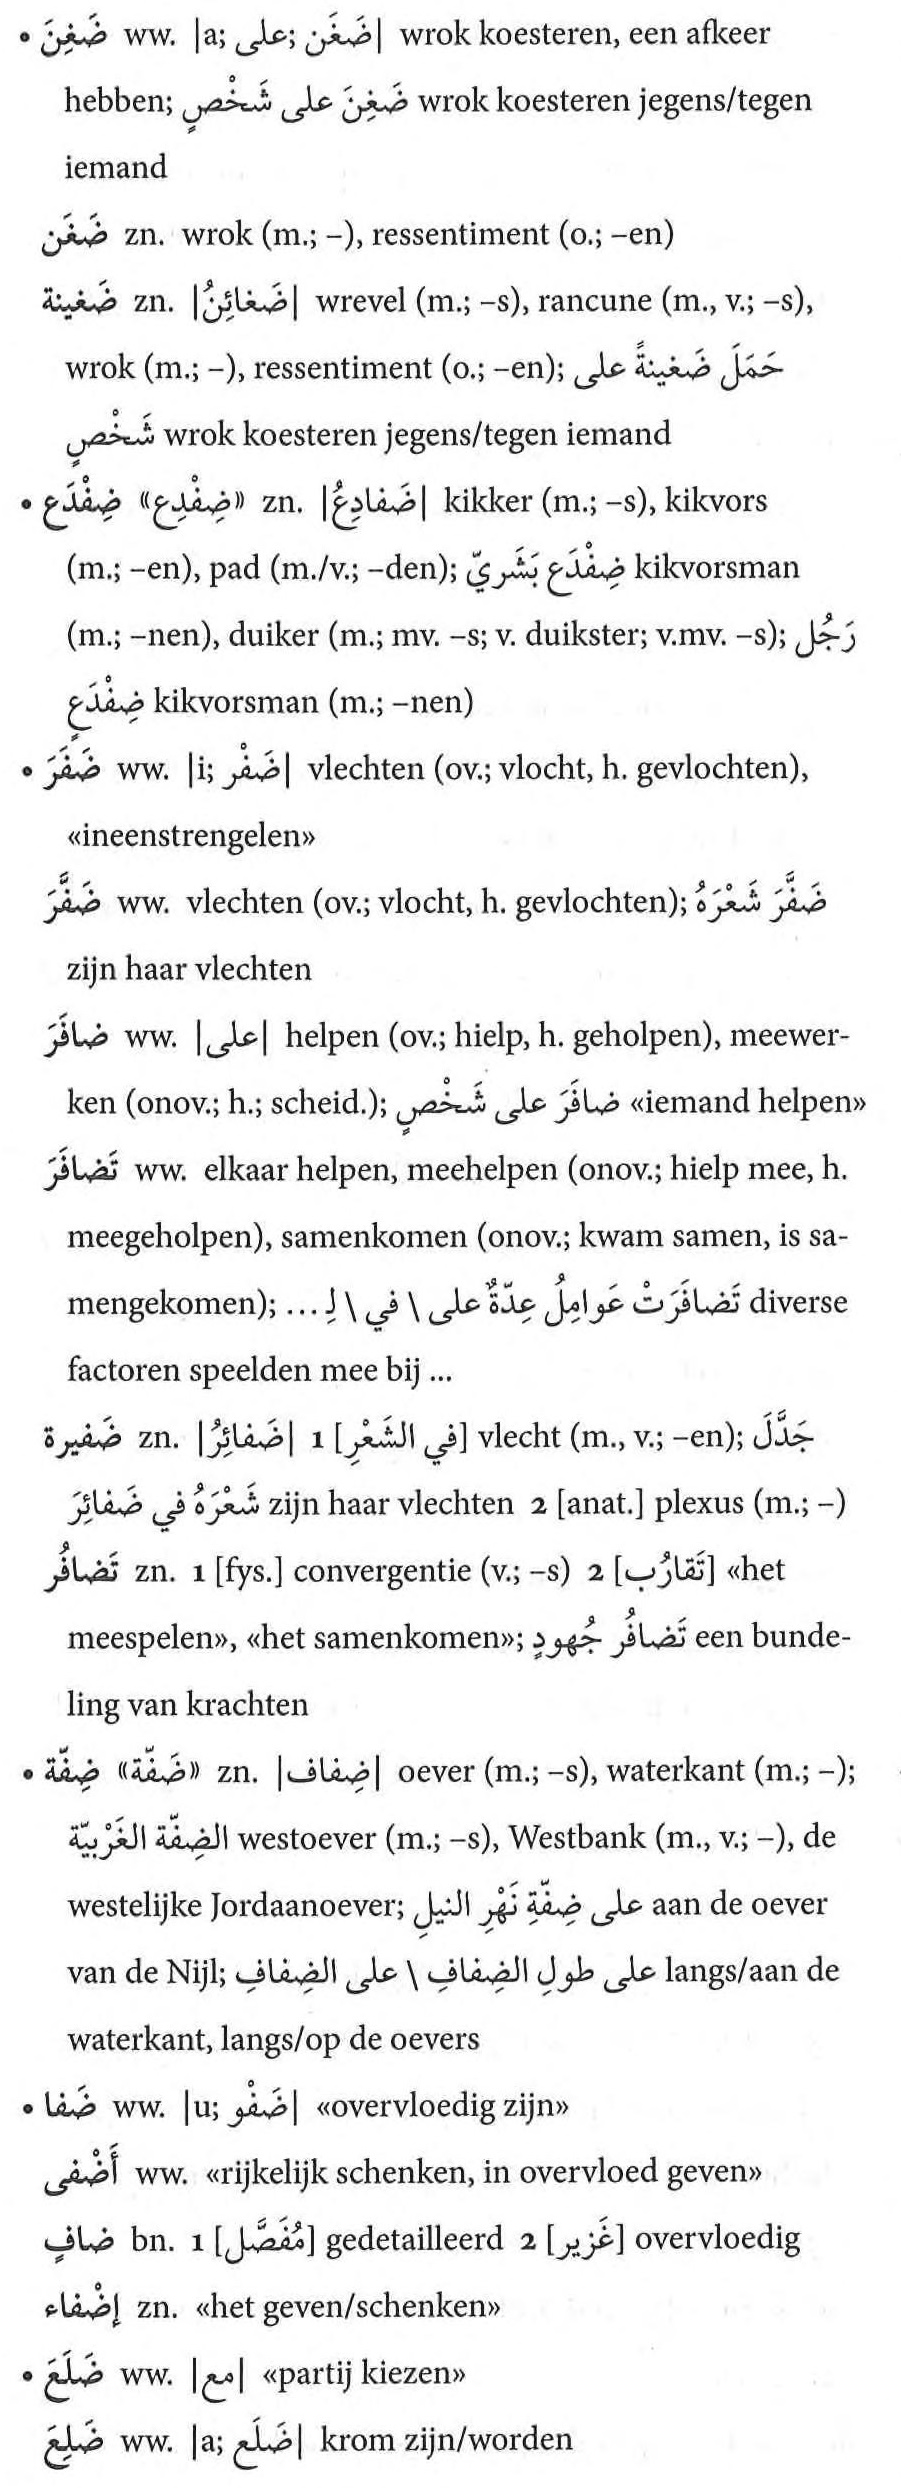 • ضَغِنَ ww. |a; على; ضَغَن| wrok koesteren, een afkeer
hebben; ضَغِنَ على شَخْصٍ wrok koesteren jegens/tegen
iemand
ضَغَن zn. wrok (m.; –), ressentiment (o.; –en)
ضَغينة zn. |ضَغائِنُ| wrevel (m.; –s), rancune (m., v.; –s),
wrok (m.; –), ressentiment (o.; –en); حَمَلَ ضَغينةً على
شَخْصٍ wrok koesteren jegens/tegen iemand
• ضِفْدَع «ضِفْدِع» zn. |ضَفادِعُ| kikker (m.; –s), kikvors
(m.; –en), pad (m./v.; –den); ضِفْدَع بَشَريّ kikvorsman
(m.; –nen), duiker (m.; mv. –s; v. duikster; v.mv. –s); رَجُل
ضِفْدَعٍ kikvorsman (m.; –nen)
• ضَفَرَ ww. |i; ضَفْر| vlechten (ov.; vlocht, h. gevlochten),
«ineenstrengelen»
ضَفَّرَ ww. vlechten (ov.; vlocht, h. gevlochten); ضَفَّرَ شَعْرَهُ
zijn haar vlechten
ضافَرَ ww. |على| helpen (ov.; hielp, h. geholpen), meewer-
ken (onov.; h.; scheid.); ضافَرَ على شَخْصٍ «iemand helpen»
تَضافَرَ ww. elkaar helpen, meehelpen (onov.; hielp mee, h.
meegeholpen), samenkomen (onov.; kwam samen, is sa-
mengekomen); تَضافَرَتْ عَوامِلُ عِدّةٌ على \ في \ لِـ ... diverse
factoren speelden mee bij ...
ضَفيرة zn. |ضَفائِرُ| 1 [في الشَعْرِ] vlecht (m., v.; –en); جَدَّلَ
شَعْرَهُ في ضَفائِرَ zijn haar vlechten 2 [anat.] plexus (m.; –)
تَضافُر zn. 1 [fys.] convergentie (v.; –s) 2 [تَقارُب] «het
meespelen», «het samenkomen»; تَضافُر جُهودٍ een bunde-
ling van krachten
• ضِفّة «ضَفّة» zn. |ضِفاف| oever (m.; –s), waterkant (m.; –);
الضِفّة الغَرْبيّة westoever (m.; –s), Westbank (m., v.; –), de
westelijke Jordaanoever; على ضِفّةِ نَهْرِ النيلِ aan de oever
van de Nijl; على طولِ الضِفافِ \ على الضِفافِ langs/aan de
waterkant, langs/op de oevers
• ضَفا ww. |u; ضَفْو| «overvloedig zijn»
أَضْفى ww. «rijkelijk schenken, in overvloed geven»
ضافٍ bn. 1 [مُفَصَّل] gedetailleerd 2 [غَزير] overvloedig
إضْفاء zn. «het geven/schenken»
• ضَلَعَ ww. |مع| «partij kiezen»
ضَلِعَ ww. |a; ضَلَع| krom zijn/worden